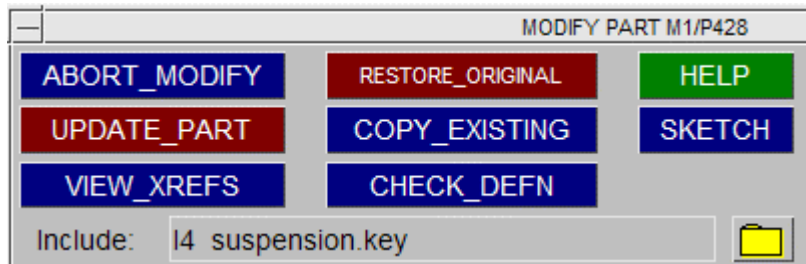 MODIFY PART M1/P428
ABORT_MODIFY RESTORE_ORIGINAL HELP
UPDATE_PART COPY_EXISTING SKETCH
VIEW_XREFS CHECK_DEFN
Include: I4 suspension.key